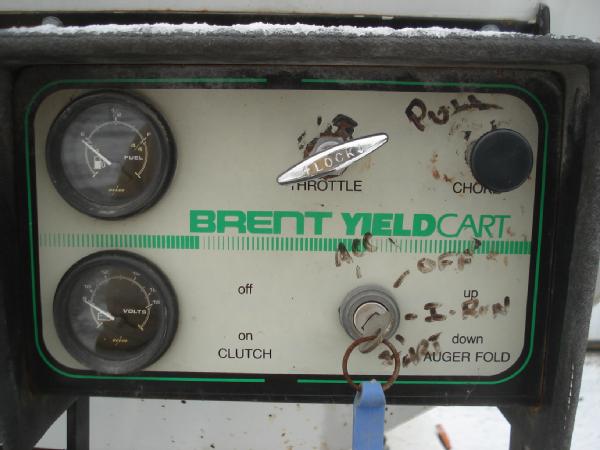 PULL
FUEL
LOCK
THROTTLE
CHOKE
BRENT YIELDCART
ACC
OFF
off
up
I-RUN
VOLTS
on
down
CLUTCH
START
AUGER FOLD